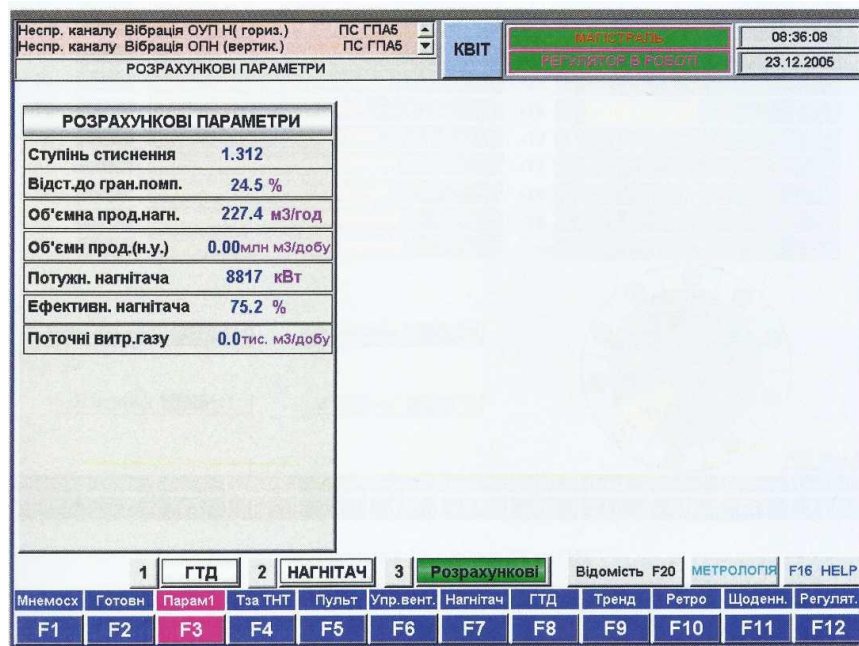 Неспр. каналу Вібрація ОУП Н( гориз.) ПС ГПА5
Неспр. каналу Вібрація ОПН (вертик.) ПС ГПА5
РОЗРАХУНКОВІ ПАРАМЕТРИ
КВІТ
МАГІСТРАЛЬ
РЕГУЛЯТОР В РОБОТІ
08:36:08
23.12.2005
РОЗРАХУНКОВІ ПАРАМЕТРИ
Ступінь стиснення 1.312
Відст.до гран.помп. 24.5 %
Об'ємна прод.нагн. 227.4 м3/год
Об'ємн прод.(н.у.) 0.00млн м3/добу
Потужн. нагнітача 8817 кВт
Ефективн. нагнітача 75.2 %
Поточні витр.газу 0.0тис. м3/добу
1 ГТД 2 НАГНІТАЧ 3 Розрахункові Відомість F20 МЕТРОЛОГІЯ F16 HELP
Мнемосх Готовн Парам1 Тза ТНТ Пульт Упр.вент. Нагнітач ГТД Тренд Ретро Щоденн. Регулят.
F1 F2 F3 F4 F5 F6 F7 F8 F9 F10 F11 F12